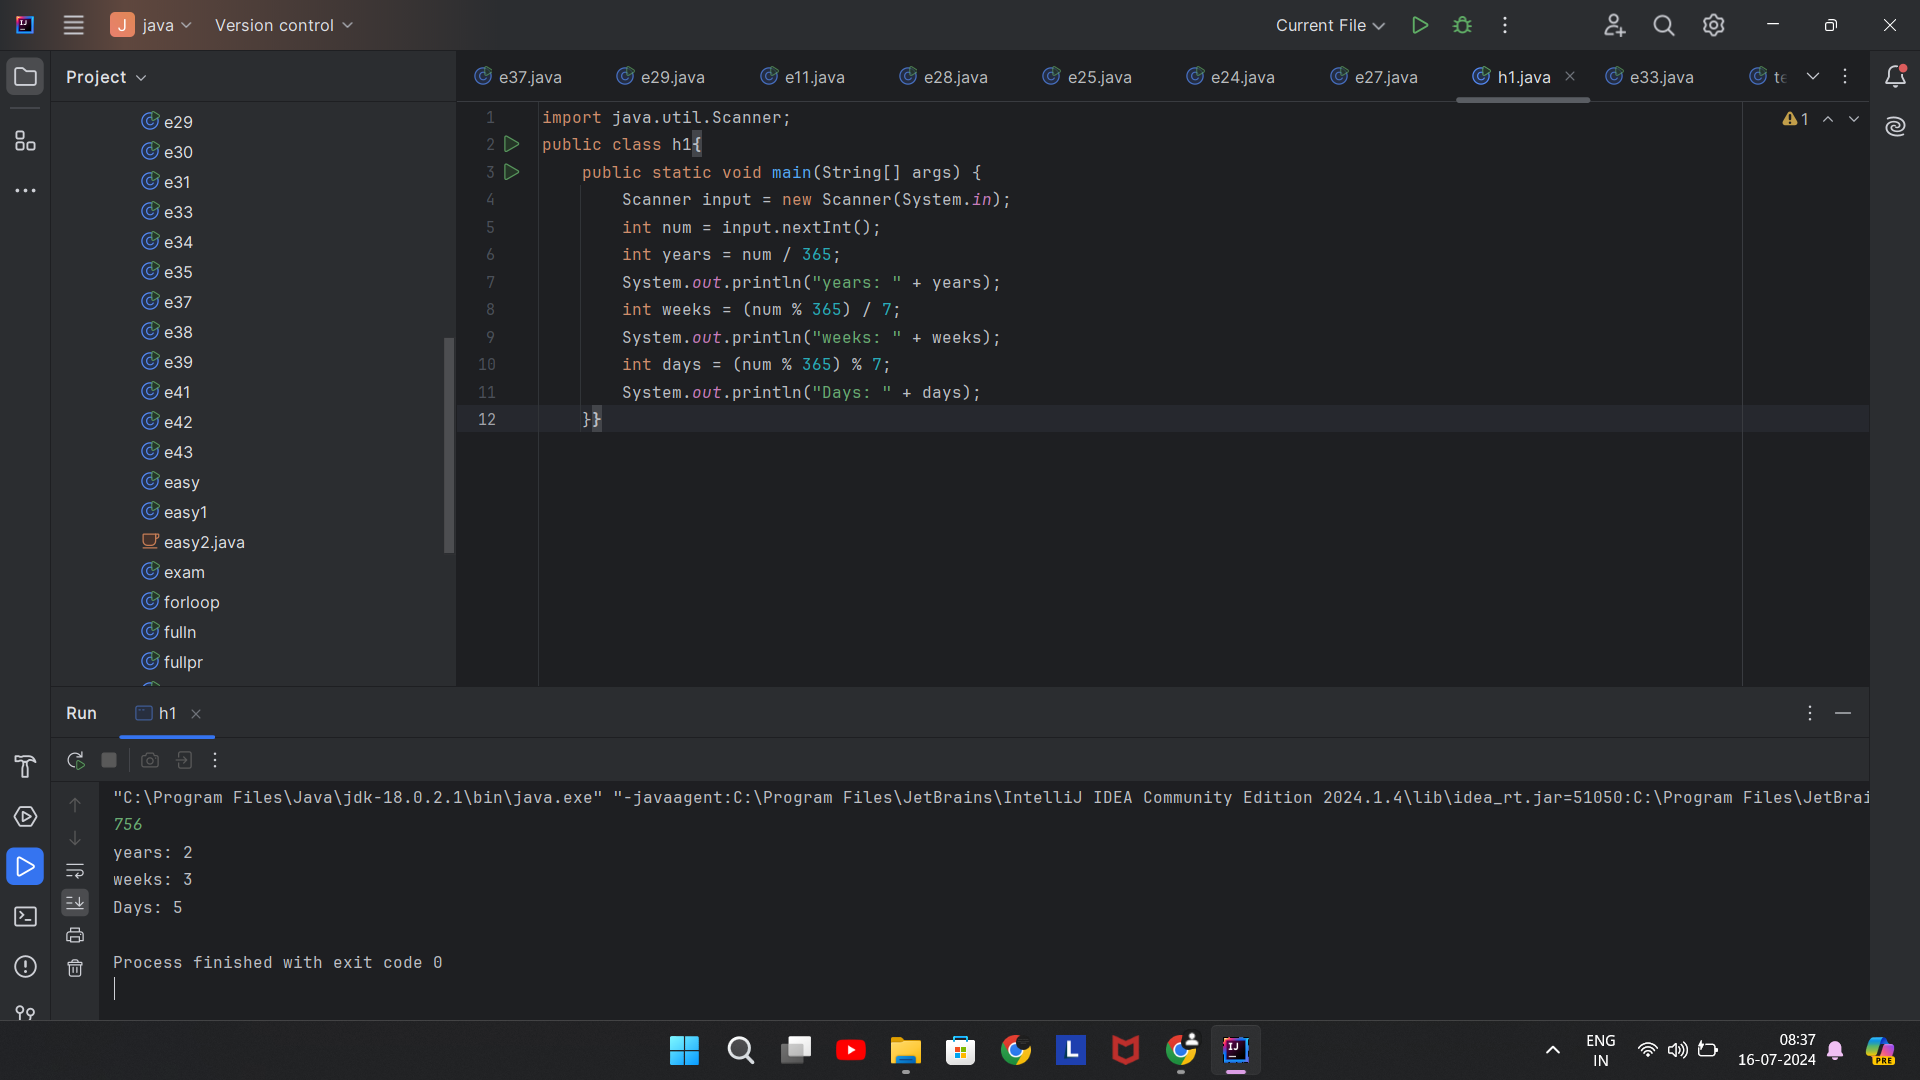 J java Version control Current File
Project
e37.java e29.java e11.java e28.java e25.java e24.java e27.java h1.java e33.java te
e29
e30
e31
e33
e34
e35
e37
e38
e39
e41
e42
e43
easy
easy1
easy2.java
exam
forloop
fulln
fullpr
1 import java.util.Scanner;
2 public class h1{
3 public static void main(String[] args) {
4 Scanner input = new Scanner(System.in);
5 int num = input.nextInt();
6 int years = num / 365;
7 System.out.println("years: " + years);
8 int weeks = (num % 365) / 7;
9 System.out.println("weeks: " + weeks);
10 int days = (num % 365) % 7;
11 System.out.println("Days: " + days);
12 }}
1
Run h1
"C:\Program Files\Java\jdk-18.0.2.1\bin\java.exe" "-javaagent:C:\Program Files\JetBrains\IntelliJ IDEA Community Edition 2024.1.4\lib\idea_rt.jar=51050:C:\Program Files\JetBrai
756
years: 2
weeks: 3
Days: 5
Process finished with exit code 0
L
IJ
ENG
IN
08:37
16-07-2024
PRE